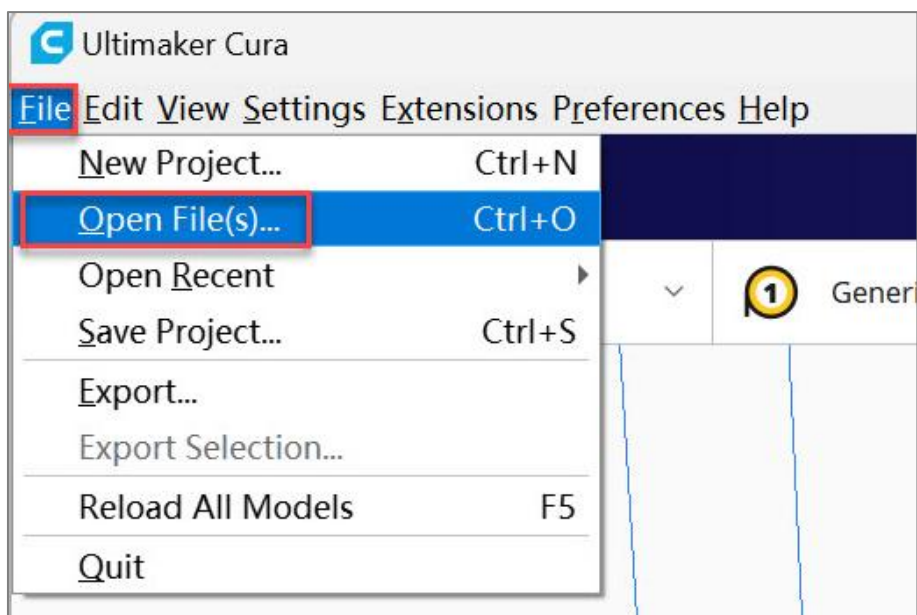 Ultimaker Cura
File Edit View Settings Extensions Preferences Help
New Project... Ctrl+N
Open File(s)... Ctrl+O
Open Recent
Save Project... Ctrl+S
1 Generi
Export...
Export Selection...
Reload All Models F5
Quit